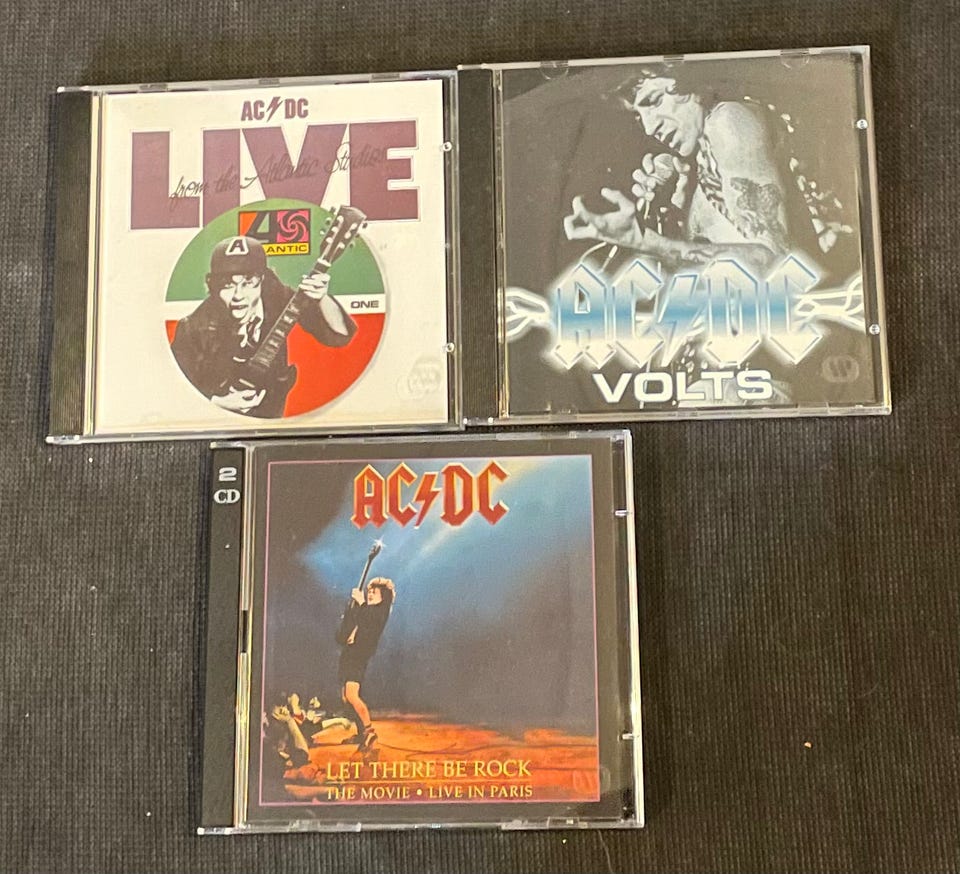 AC⚡DC
LIVE
from the Atlantic Studios
A
ANTIC
ONE
AC⚡DC
VOLTS
2
CD
AC⚡DC
LET THERE BE ROCK
THE MOVIE • LIVE IN PARIS